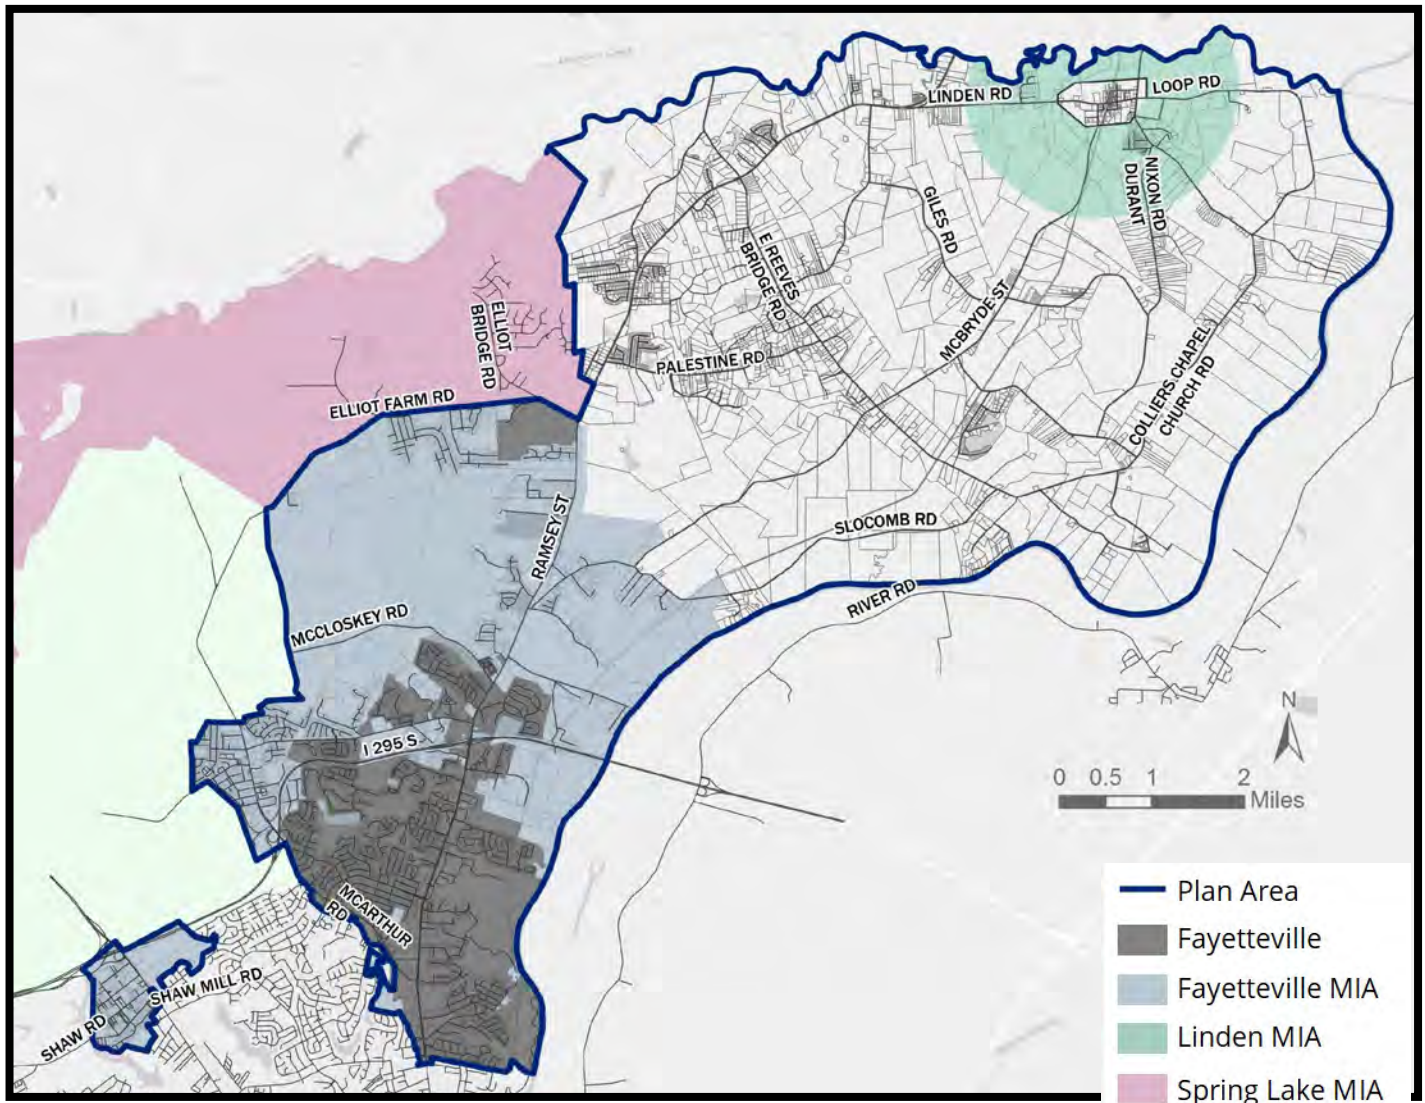 LINDEN RD
LOOP RD
NIXON RD
DURANT
GILES RD
E REEVES
BRIDGE RD
MCBRYDE ST
ELLIOT
BRIDGE RD
PALESTINE RD
COLLIERS CHAPEL
CHURCH RD
ELLIOT FARM RD
RAMSEY ST
SLOCOMB RD
RIVER RD
MCCLOSKEY RD
I 295 S
N
0 0.5 1 2
Miles
MCARTHUR
RD
SHAW MILL RD
SHAW RD
Plan Area
Fayetteville
Fayetteville MIA
Linden MIA
Spring Lake MIA